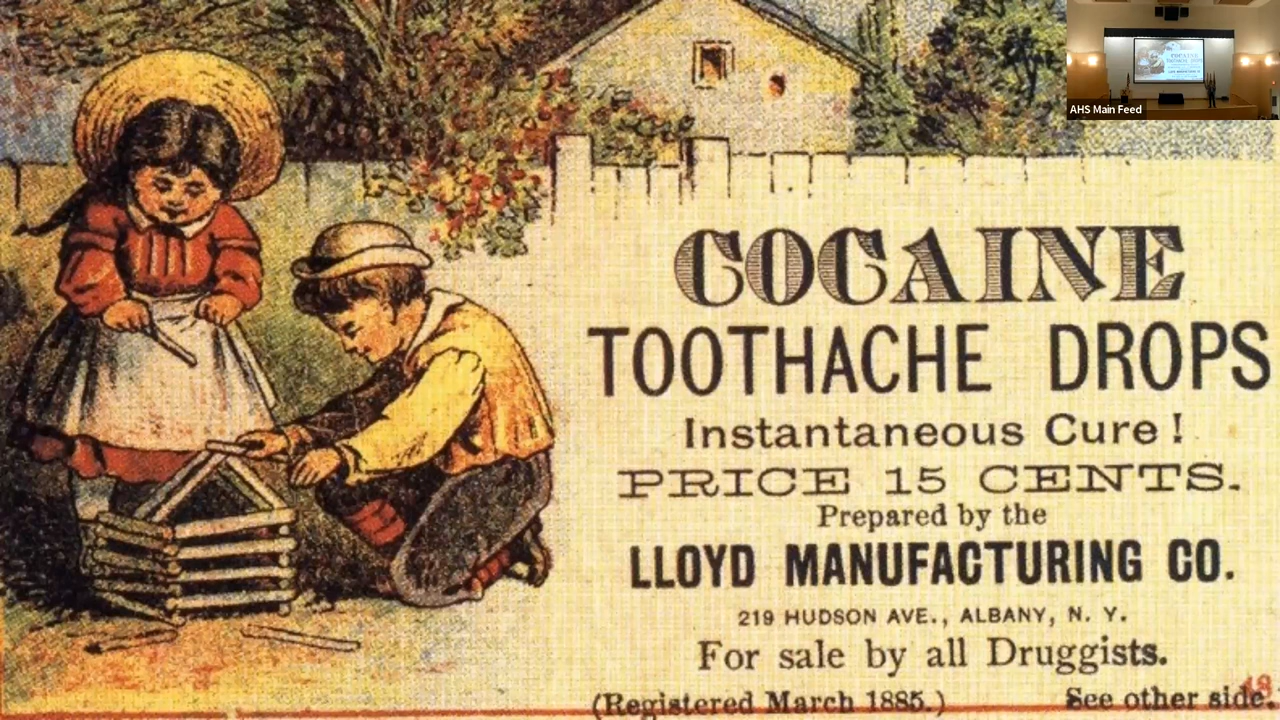 AHS Main Feed
COCAINE
TOOTHACHE DROPS
Instantaneous Cure!
PRICE 15 CENTS.
Prepared by the
LLOYD MANUFACTURING CO.
219 HUDSON AVE., ALBANY, N. Y.
For sale by all Druggists.
(Registered March 1885.)
See other side.
18